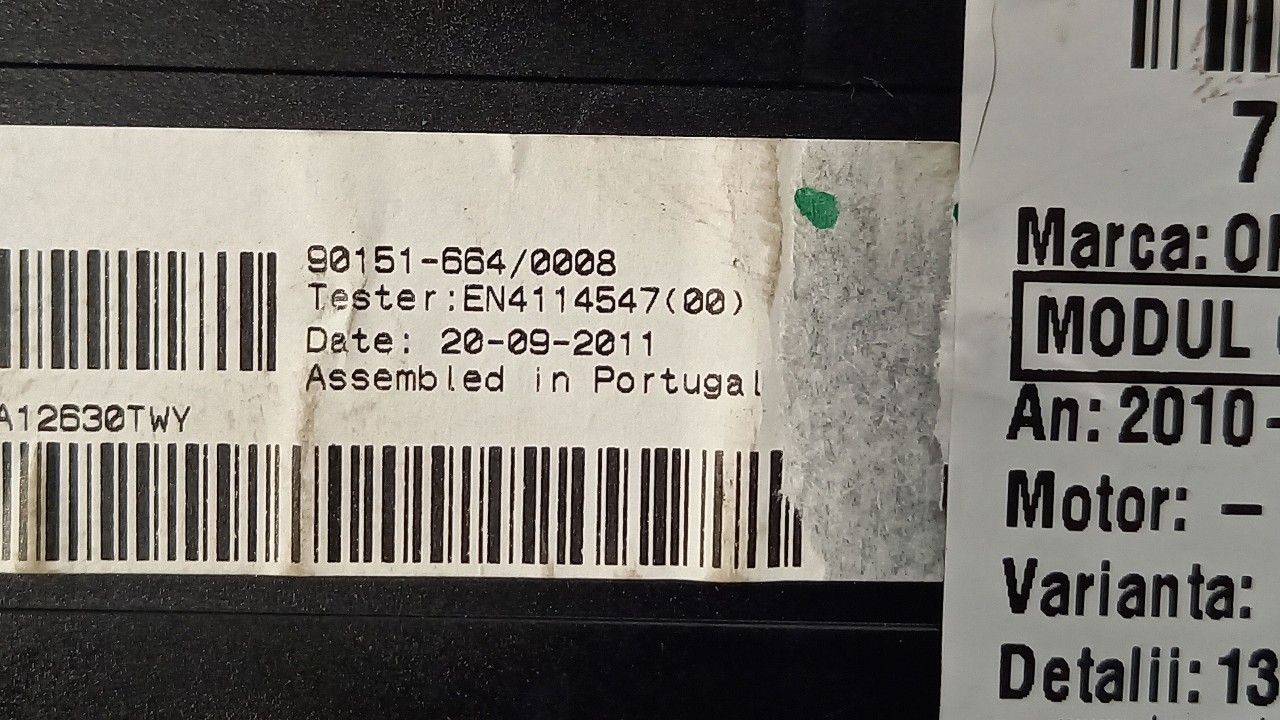 90151-664/0008
Tester:EN4114547(00)
Date: 20-09-2011
Assembled in Portugal
A12630TWY
7
Marca:
MODUL
An: 2010-
Motor: -
Varianta:
Detalii: 13